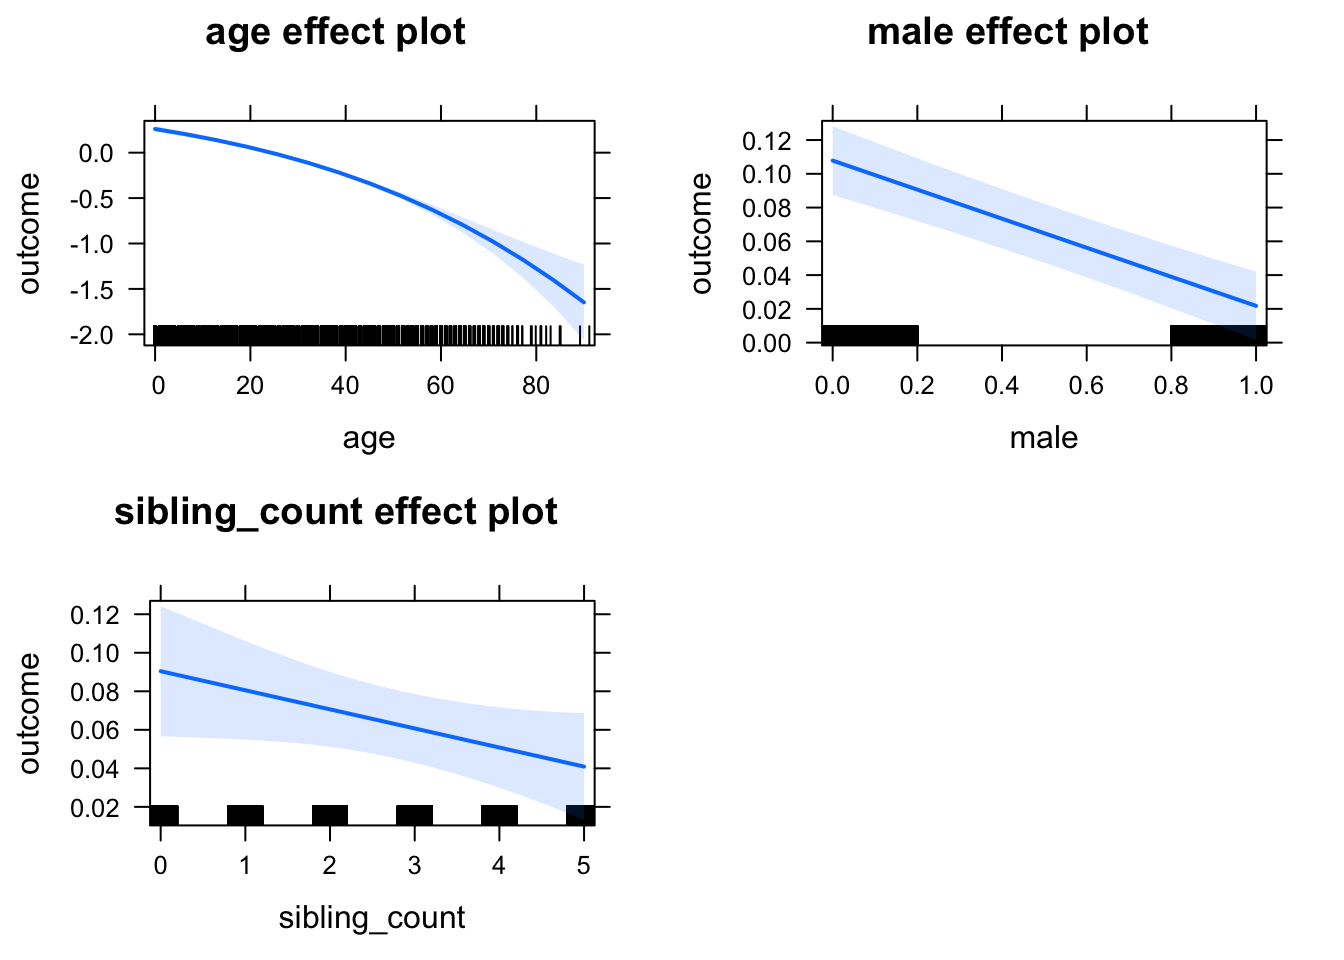 age effect plot
outcome
0.0
-0.5
-1.0
-1.5
-2.0
0 20 40 60 80
age
male effect plot
outcome
0.12
0.10
0.08
0.06
0.04
0.02
0.00
0.0 0.2 0.4 0.6 0.8 1.0
male
sibling_count effect plot
outcome
0.12
0.10
0.08
0.06
0.04
0.02
0 1 2 3 4 5
sibling_count